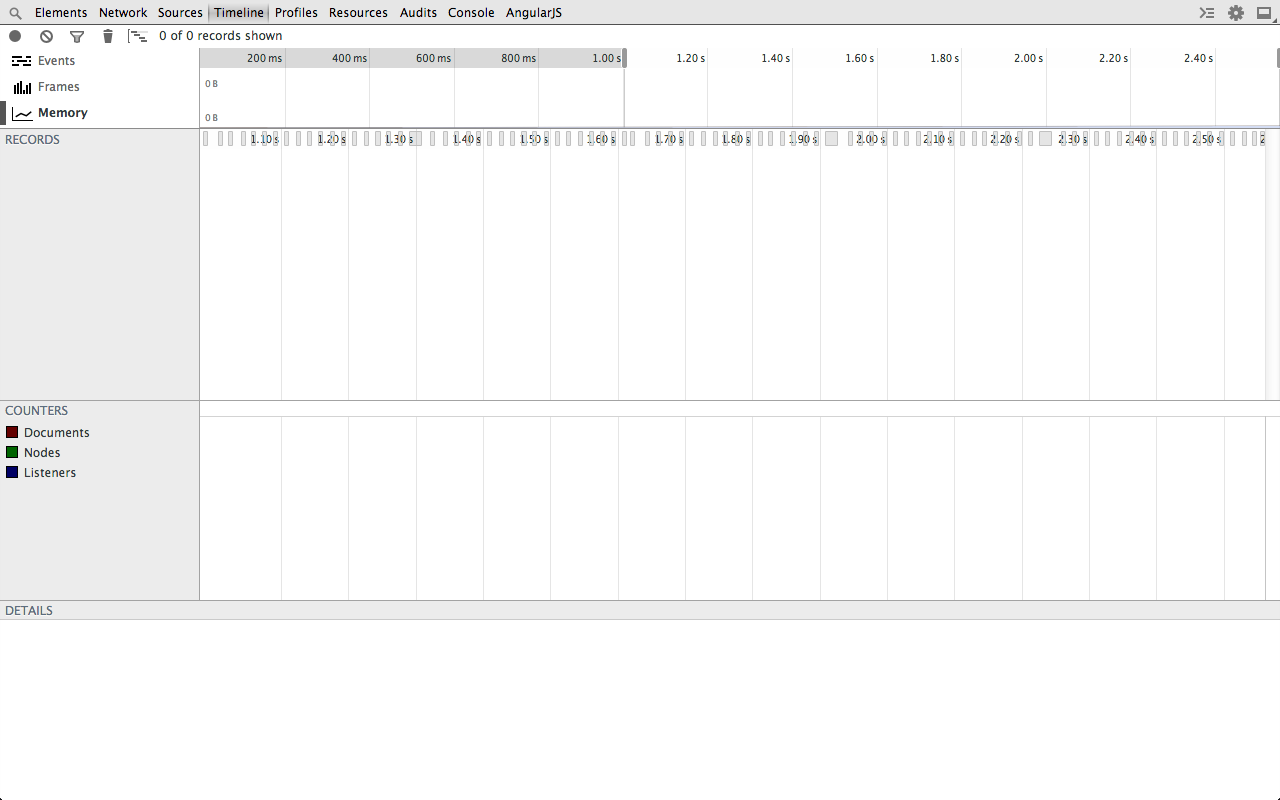 Elements Network Sources Timeline Profiles Resources Audits Console AngularJS
0 of 0 records shown
Events
Frames
Memory
200 ms 400 ms 600 ms 800 ms 1.00 s 1.20 s 1.40 s 1.60 s 1.80 s 2.00 s 2.20 s 2.40 s
0 B
0 B
RECORDS
1.10 s 1.20 s 1.30 s 1.40 s 1.50 s 1.60 s 1.70 s 1.80 s 1.90 s 2.00 s 2.10 s 2.20 s 2.30 s 2.40 s 2.50 s 2
COUNTERS
Documents
Nodes
Listeners
DETAILS